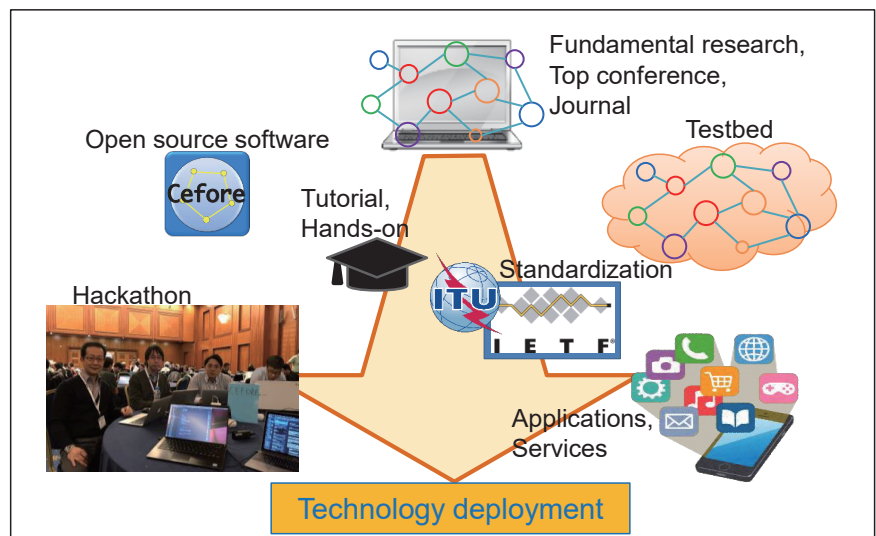 Fundamental research,
Top conference,
Journal
Open source software
Cefore
Testbed
Tutorial,
Hands-on
Standardization
ITU
I E T F®
Hackathon
CEFORE
Applications,
Services
Technology deployment